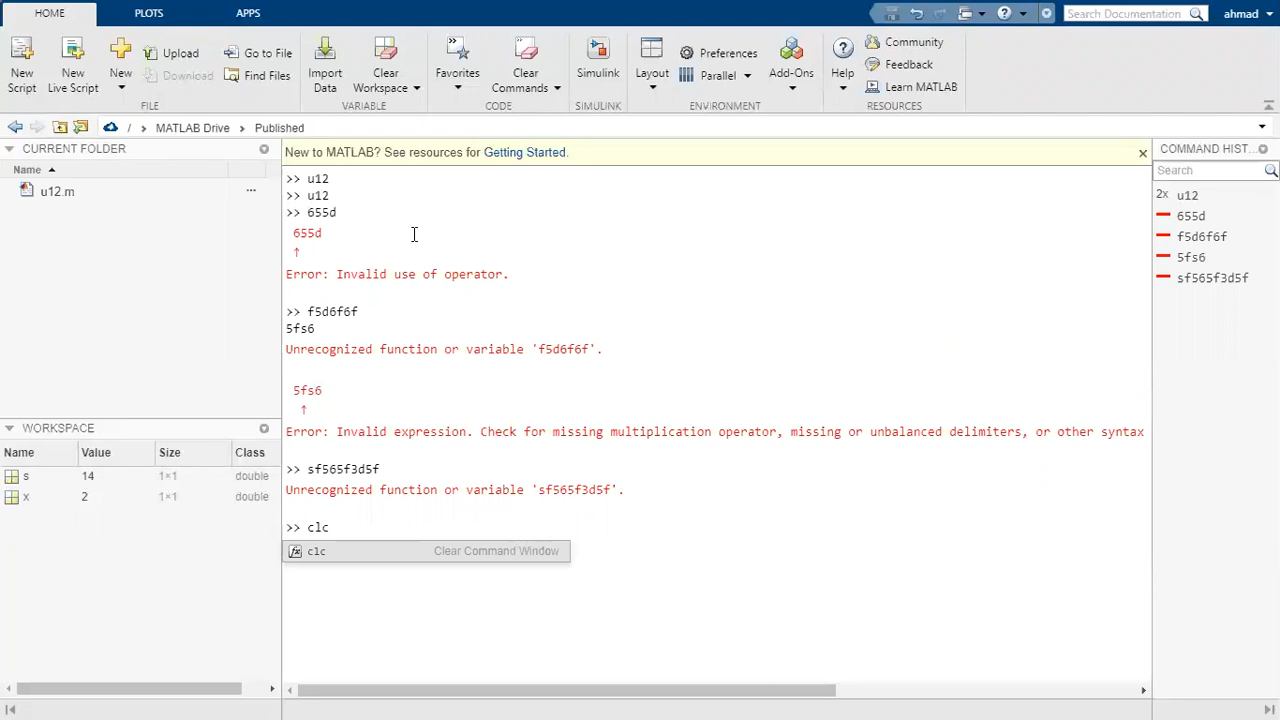 HOME PLOTS APPS Search Documentation ahmad
New Script New Live Script New Upload Download Go to File Find Files Import Data Clear Workspace Favorites Clear Commands Simulink Layout Preferences Parallel Add-Ons Help Community Feedback Learn MATLAB
FILE VARIABLE CODE SIMULINK ENVIRONMENT RESOURCES
/ MATLAB Drive Published
CURRENT FOLDER
Name
u12.m
WORKSPACE
Name Value Size Class
s 14 1×1 double
x 2 1×1 double
New to MATLAB? See resources for Getting Started.
>> u12
>> u12
>> 655d
655d
↑
Error: Invalid use of operator.
>> f5d6f6f
5fs6
Unrecognized function or variable 'f5d6f6f'.
5fs6
↑
Error: Invalid expression. Check for missing multiplication operator, missing or unbalanced delimiters, or other syntax
>> sf565f3d5f
Unrecognized function or variable 'sf565f3d5f'.
>> clc
fx clc Clear Command Window
COMMAND HIST...
Search
2x u12
655d
f5d6f6f
5fs6
sf565f3d5f